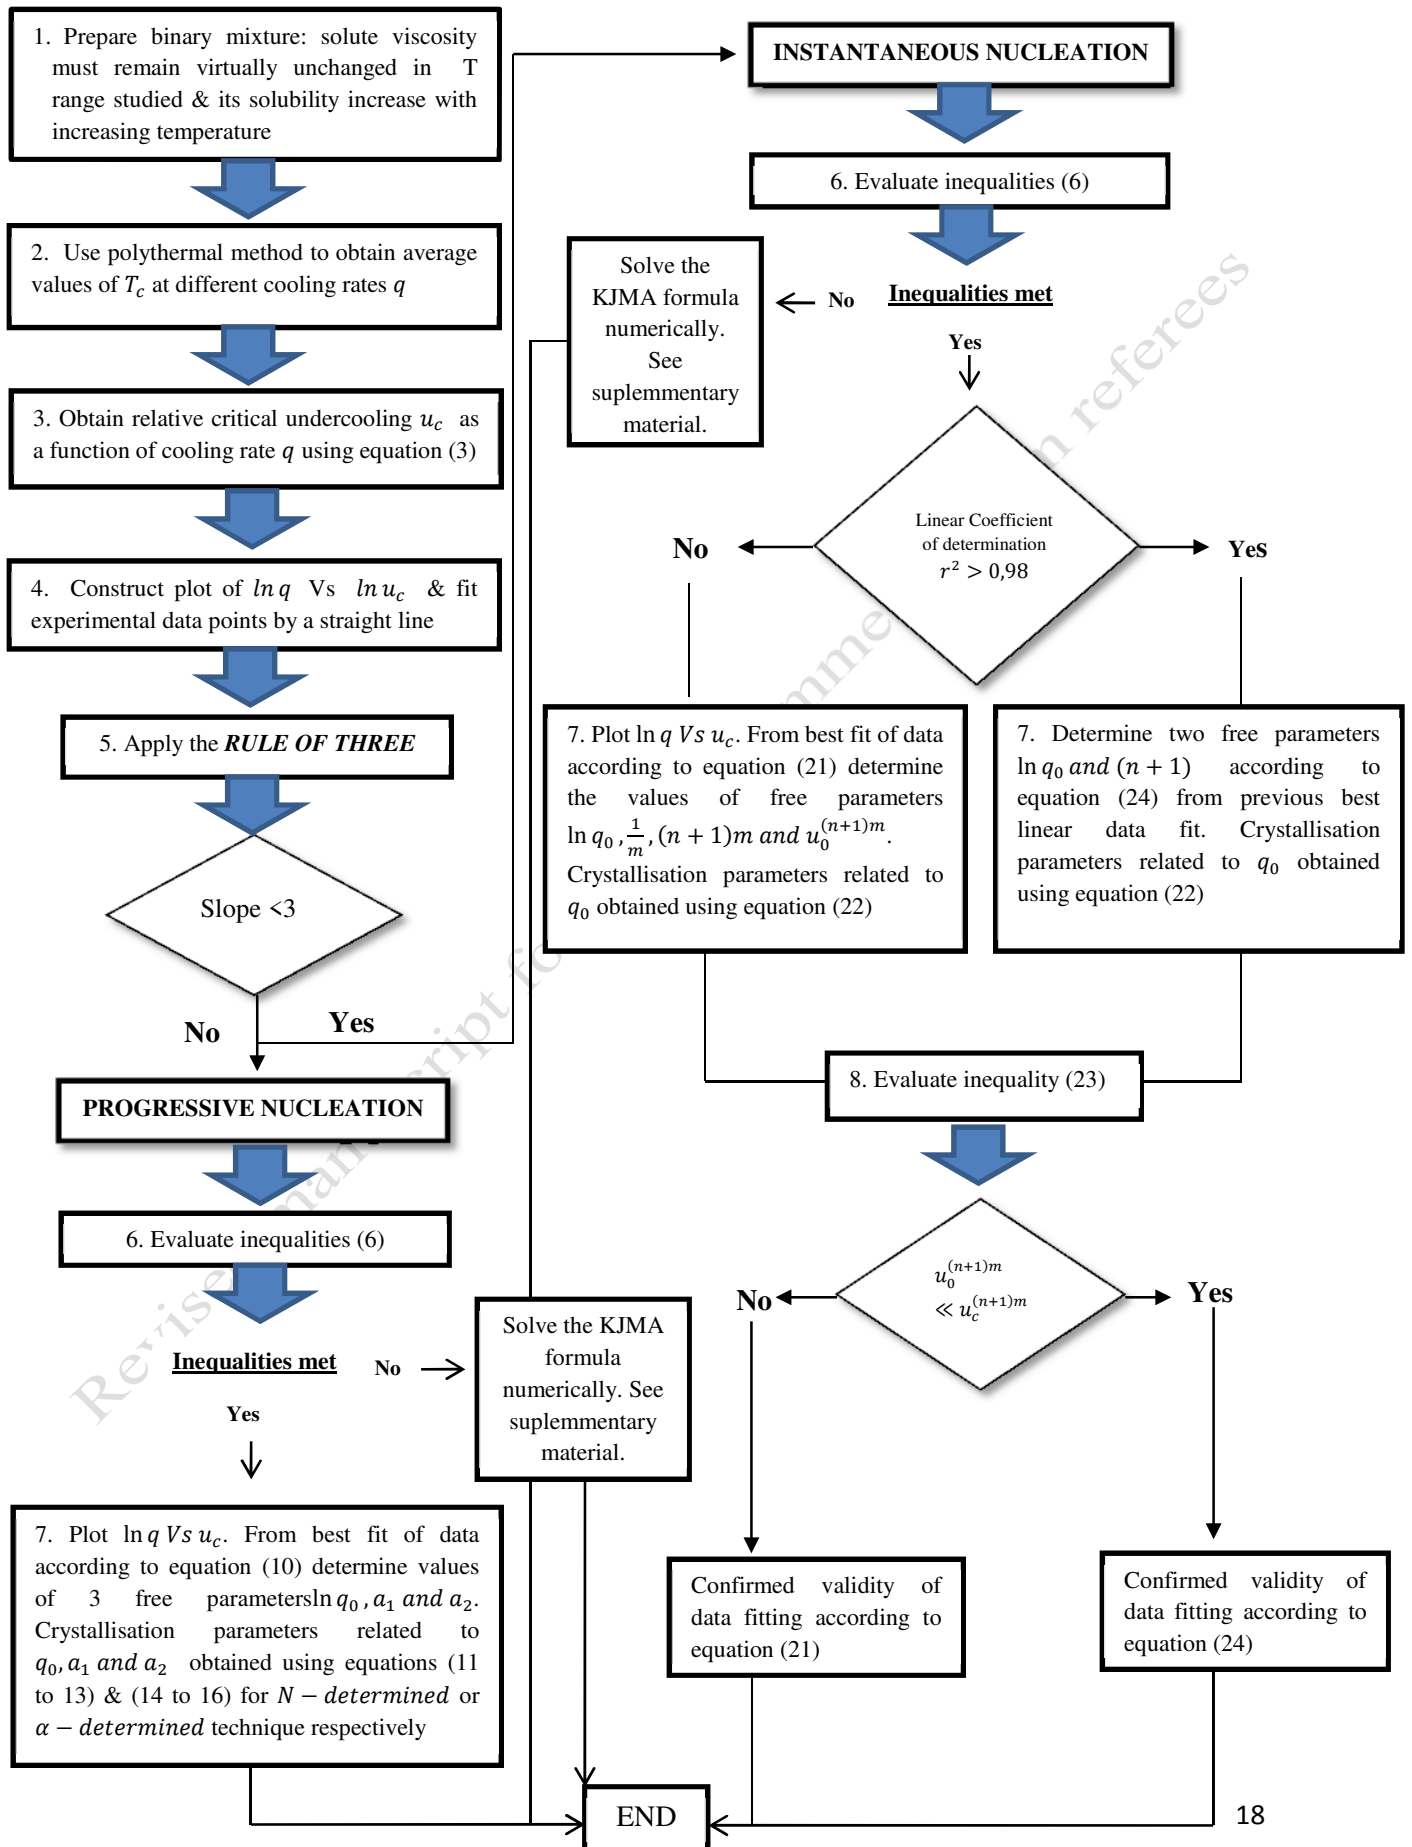 1. Prepare binary mixture: solute viscosity
must remain virtually unchanged in T
range studied & its solubility increase with
increasing temperature
2. Use polythermal method to obtain average
values of T_c at different cooling rates q
3. Obtain relative critical undercooling u_c as
a function of cooling rate q using equation (3)
4. Construct plot of ln q Vs ln u_c & fit
experimental data points by a straight line
5. Apply the RULE OF THREE
Slope <3
No
Yes
PROGRESSIVE NUCLEATION
6. Evaluate inequalities (6)
Inequalities met
No
Yes
Solve the KJMA
formula
numerically. See
suplemmentary
material.
7. Plot ln q Vs u_c. From best fit of data
according to equation (10) determine values
of 3 free parametersln q_0, a_1 and a_2.
Crystallisation parameters related to
q_0, a_1 and a_2 obtained using equations (11
to 13) & (14 to 16) for N − determined or
α − determined technique respectively
INSTANTANEOUS NUCLEATION
6. Evaluate inequalities (6)
Inequalities met
No
Yes
Solve the
KJMA formula
numerically.
See
suplemmentary
material.
Linear Coefficient
of determination
r^2 > 0,98
No
Yes
7. Plot ln q Vs u_c. From best fit of data
according to equation (21) determine
the values of free parameters
ln q_0, 1/m, (n + 1)m and u_0^{(n+1)m}.
Crystallisation parameters related to
q_0 obtained using equation (22)
7. Determine two free parameters
ln q_0 and (n + 1) according to
equation (24) from previous best
linear data fit. Crystallisation
parameters related to q_0 obtained
using equation (22)
8. Evaluate inequality (23)
u_0^{(n+1)m}
≪ u_c^{(n+1)m}
No
Yes
Confirmed validity of
data fitting according to
equation (21)
Confirmed validity of
data fitting according to
equation (24)
END
18